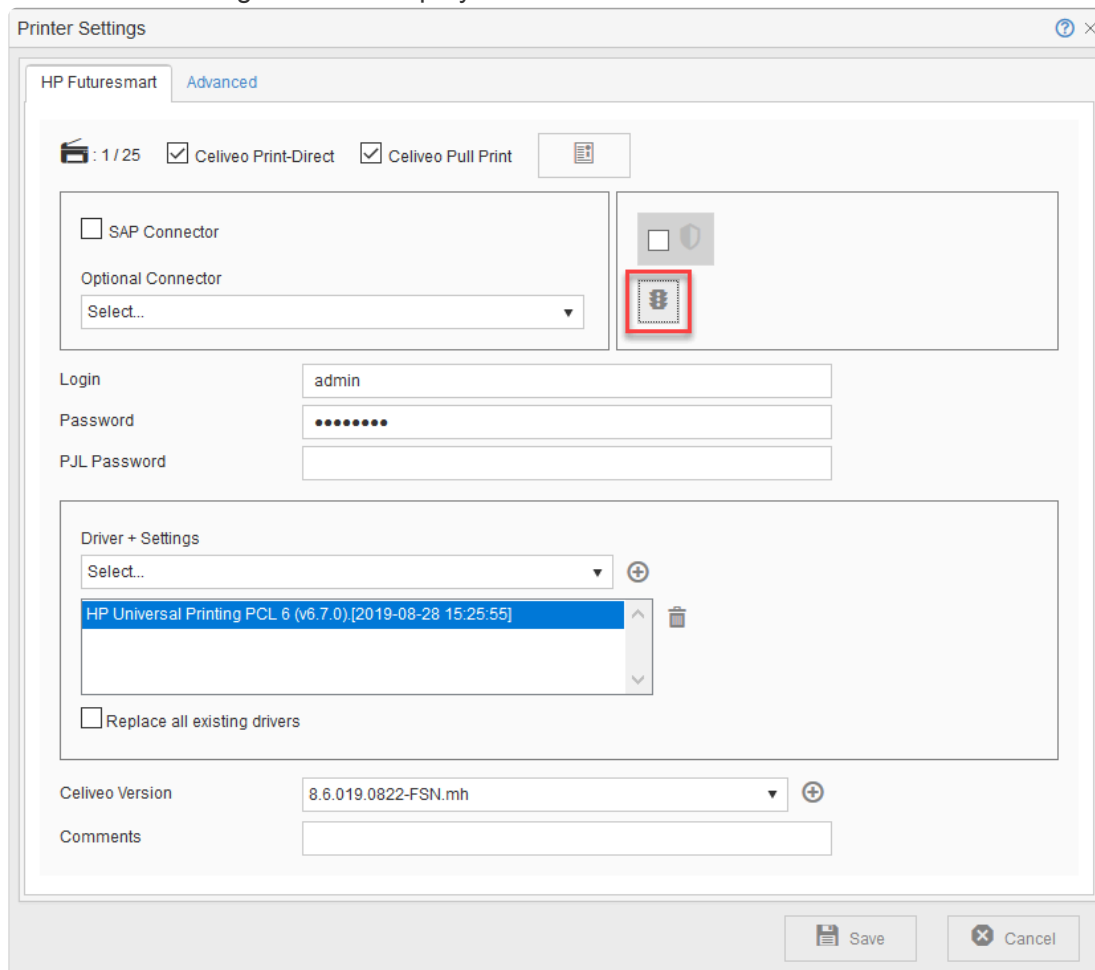 Printer Settings
HP Futuresmart Advanced
: 1 / 25 Celiveo Print-Direct Celiveo Pull Print
SAP Connector
Optional Connector
Select...
Login admin
Password ••••••••
PJL Password
Driver + Settings
Select...
HP Universal Printing PCL 6 (v6.7.0).[2019-08-28 15:25:55]
Replace all existing drivers
Celiveo Version 8.6.019.0822-FSN.mh
Comments
Save Cancel